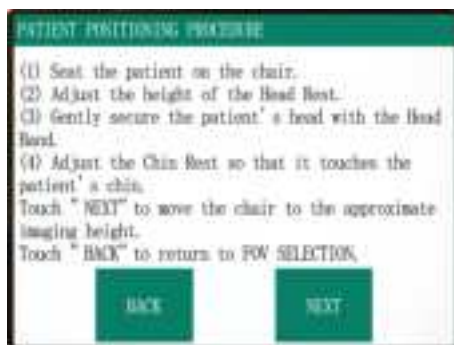 PATIENT POSITIONING PROCEDURE
(1) Seat the patient on the chair.
(2) Adjust the height of the Head Rest.
(3) Gently secure the patient's head with the Head
Band.
(4) Adjust the Chin Rest so that it touches the
patient's chin.
Touch "NEXT" to move the chair to the approximate
imaging height.
Touch "BACK" to return to FOV SELECTION.
BACK
NEXT